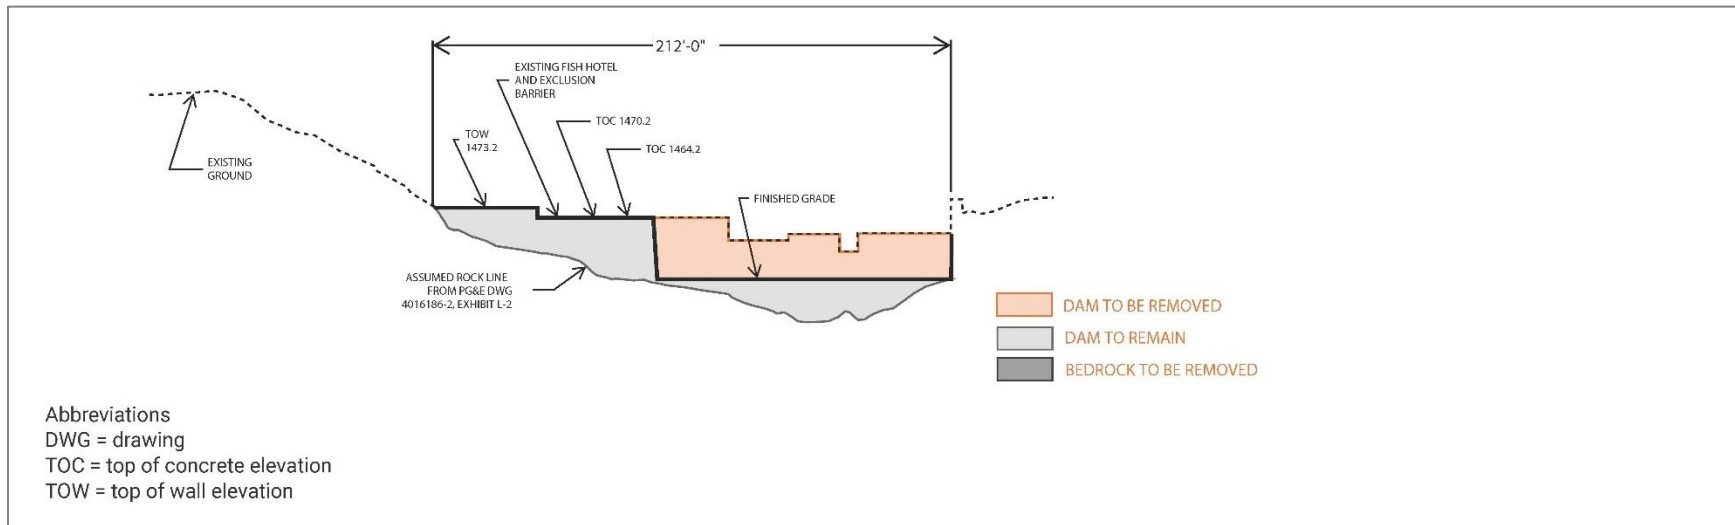 212'-0"
EXISTING FISH HOTEL
AND EXCLUSION
BARRIER
TOC 1470.2
TOW
1473.2
TOC 1464.2
EXISTING
GROUND
FINISHED GRADE
ASSUMED ROCK LINE
FROM PG&E DWG
4016186-2, EXHIBIT L-2
DAM TO BE REMOVED
DAM TO REMAIN
BEDROCK TO BE REMOVED
Abbreviations
DWG = drawing
TOC = top of concrete elevation
TOW = top of wall elevation